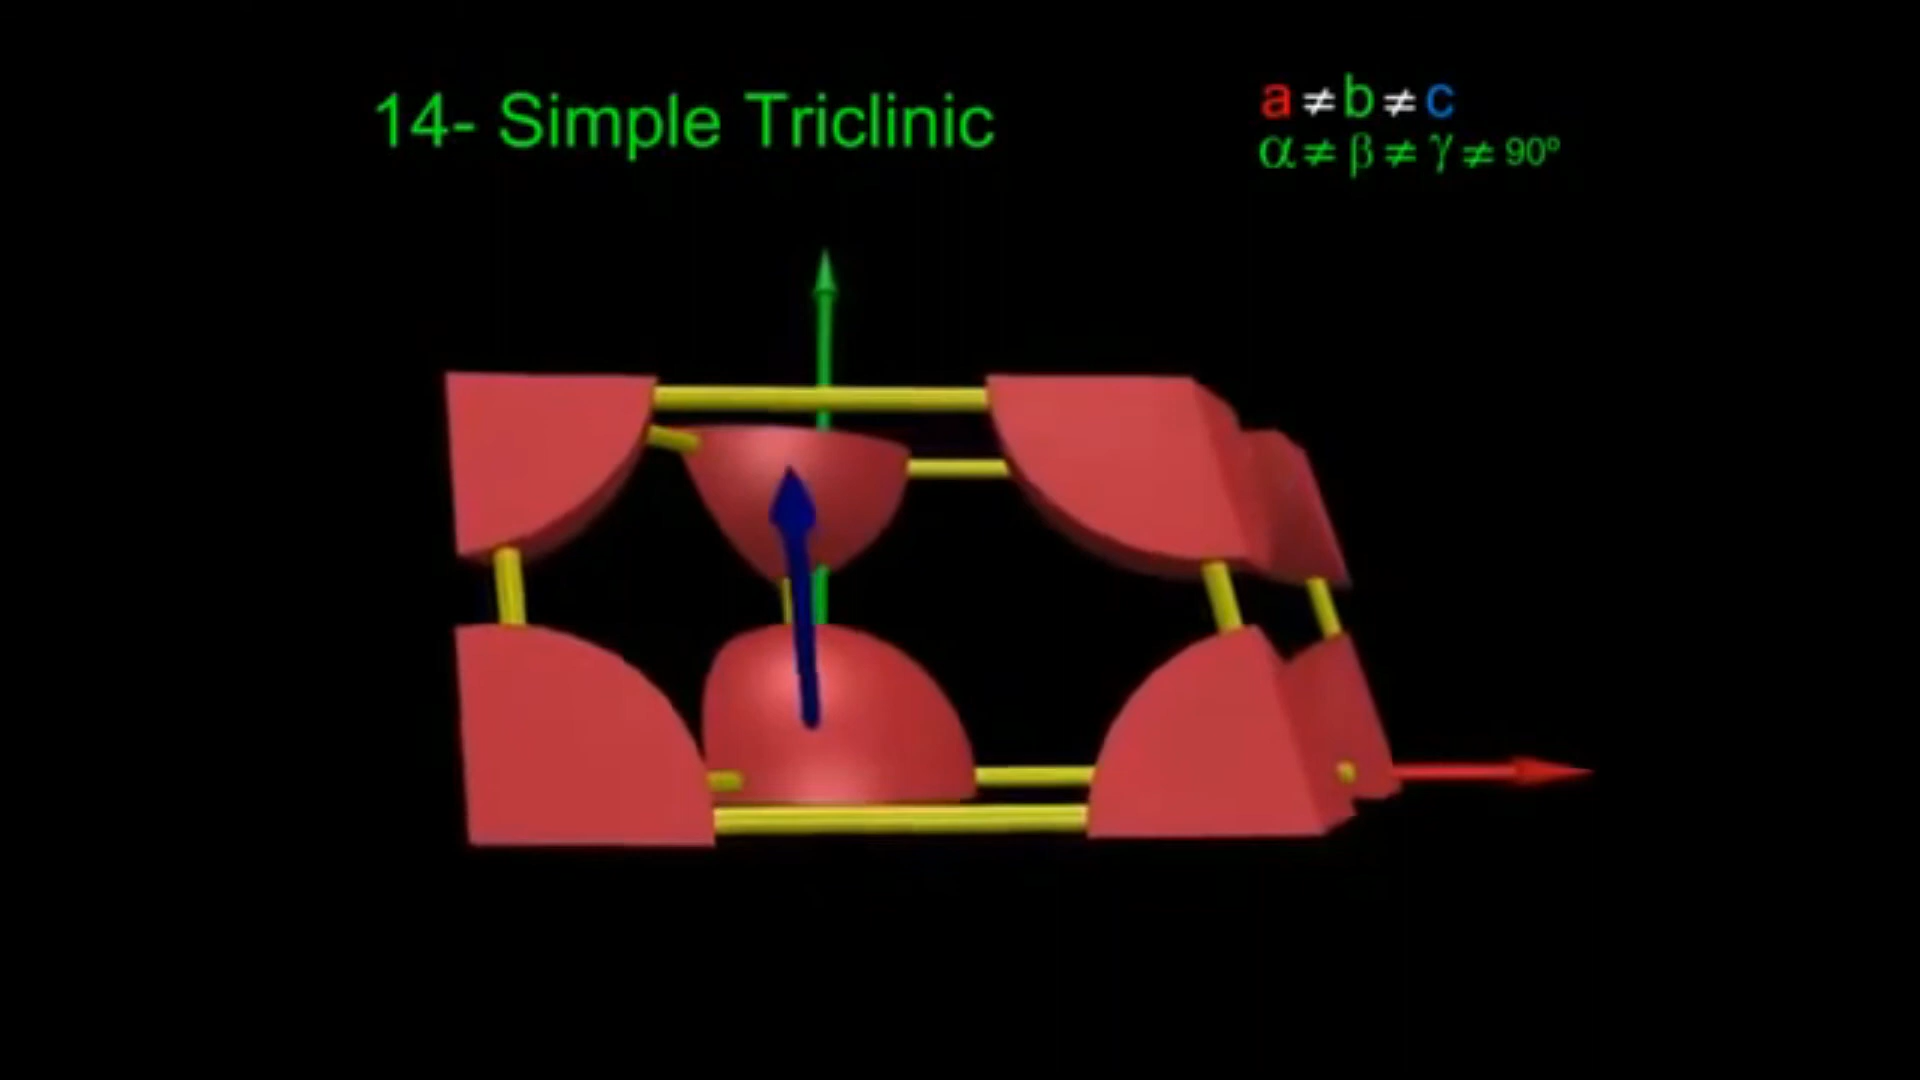 14- Simple Triclinic
a ≠ b ≠ c
α ≠ β ≠ γ ≠ 90º